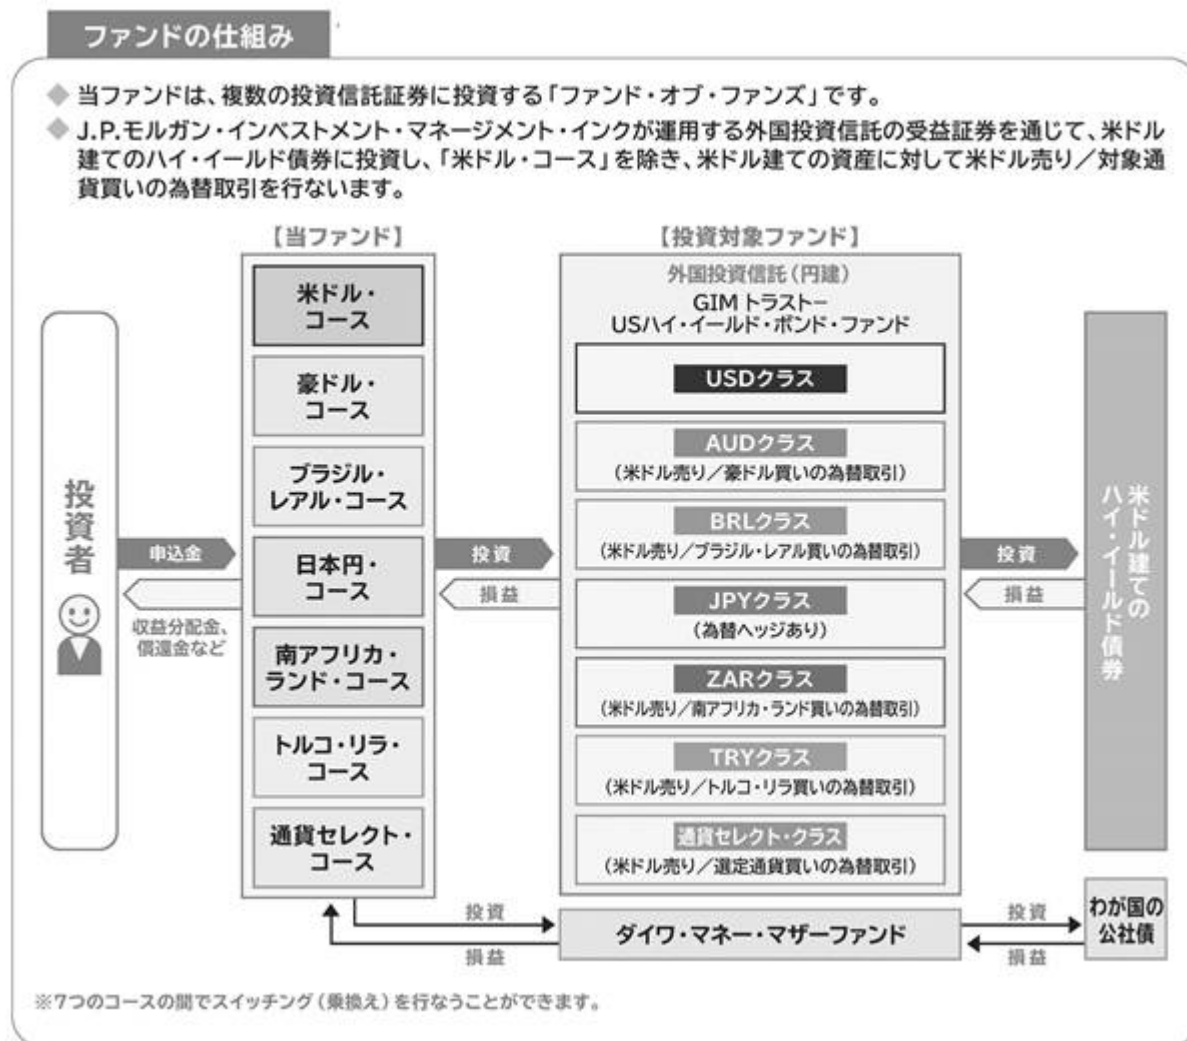 ファンドの仕組み
◆ 当ファンドは、複数の投資信託証券に投資する「ファンド・オブ・ファンズ」です。
◆ J.P.モルガン・インベストメント・マネージメント・インクが運用する外国投資信託の受益証券を通じて、米ドル
建てのハイ・イールド債券に投資し、「米ドル・コース」を除き、米ドル建ての資産に対して米ドル売り／対象通
貨買いの為替取引を行ないます。
投資者
申込金
収益分配金、
償還金など
【当ファンド】
米ドル・
コース
豪ドル・
コース
ブラジル・
レアル・コース
日本円・
コース
南アフリカ・
ランド・コース
トルコ・リラ・
コース
通貨セレクト・
コース
投資
損益
【投資対象ファンド】
外国投資信託（円建）
GIMトラスト－
USハイ・イールド・ボンド・ファンド
USDクラス
AUDクラス
（米ドル売り／豪ドル買いの為替取引）
BRLクラス
（米ドル売り／ブラジル・レアル買いの為替取引）
JPYクラス
（為替ヘッジあり）
ZARクラス
（米ドル売り／南アフリカ・ランド買いの為替取引）
TRYクラス
（米ドル売り／トルコ・リラ買いの為替取引）
通貨セレクト・クラス
（米ドル売り／選定通貨買いの為替取引）
投資
損益
米ドル建ての
ハイ・イールド債券
投資
損益
ダイワ・マネー・マザーファンド
投資
損益
わが国の
公社債
※7つのコースの間でスイッチング（乗換え）を行なうことができます。